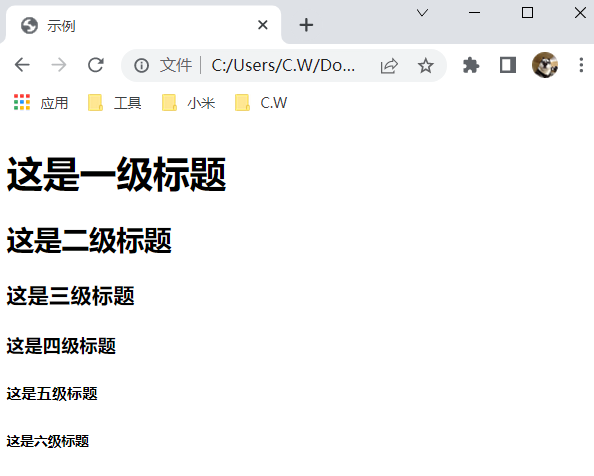 示例
文件 C:/Users/C.W/Do...
应用 工具 小米 C.W
这是一级标题
这是二级标题
这是三级标题
这是四级标题
这是五级标题
这是六级标题